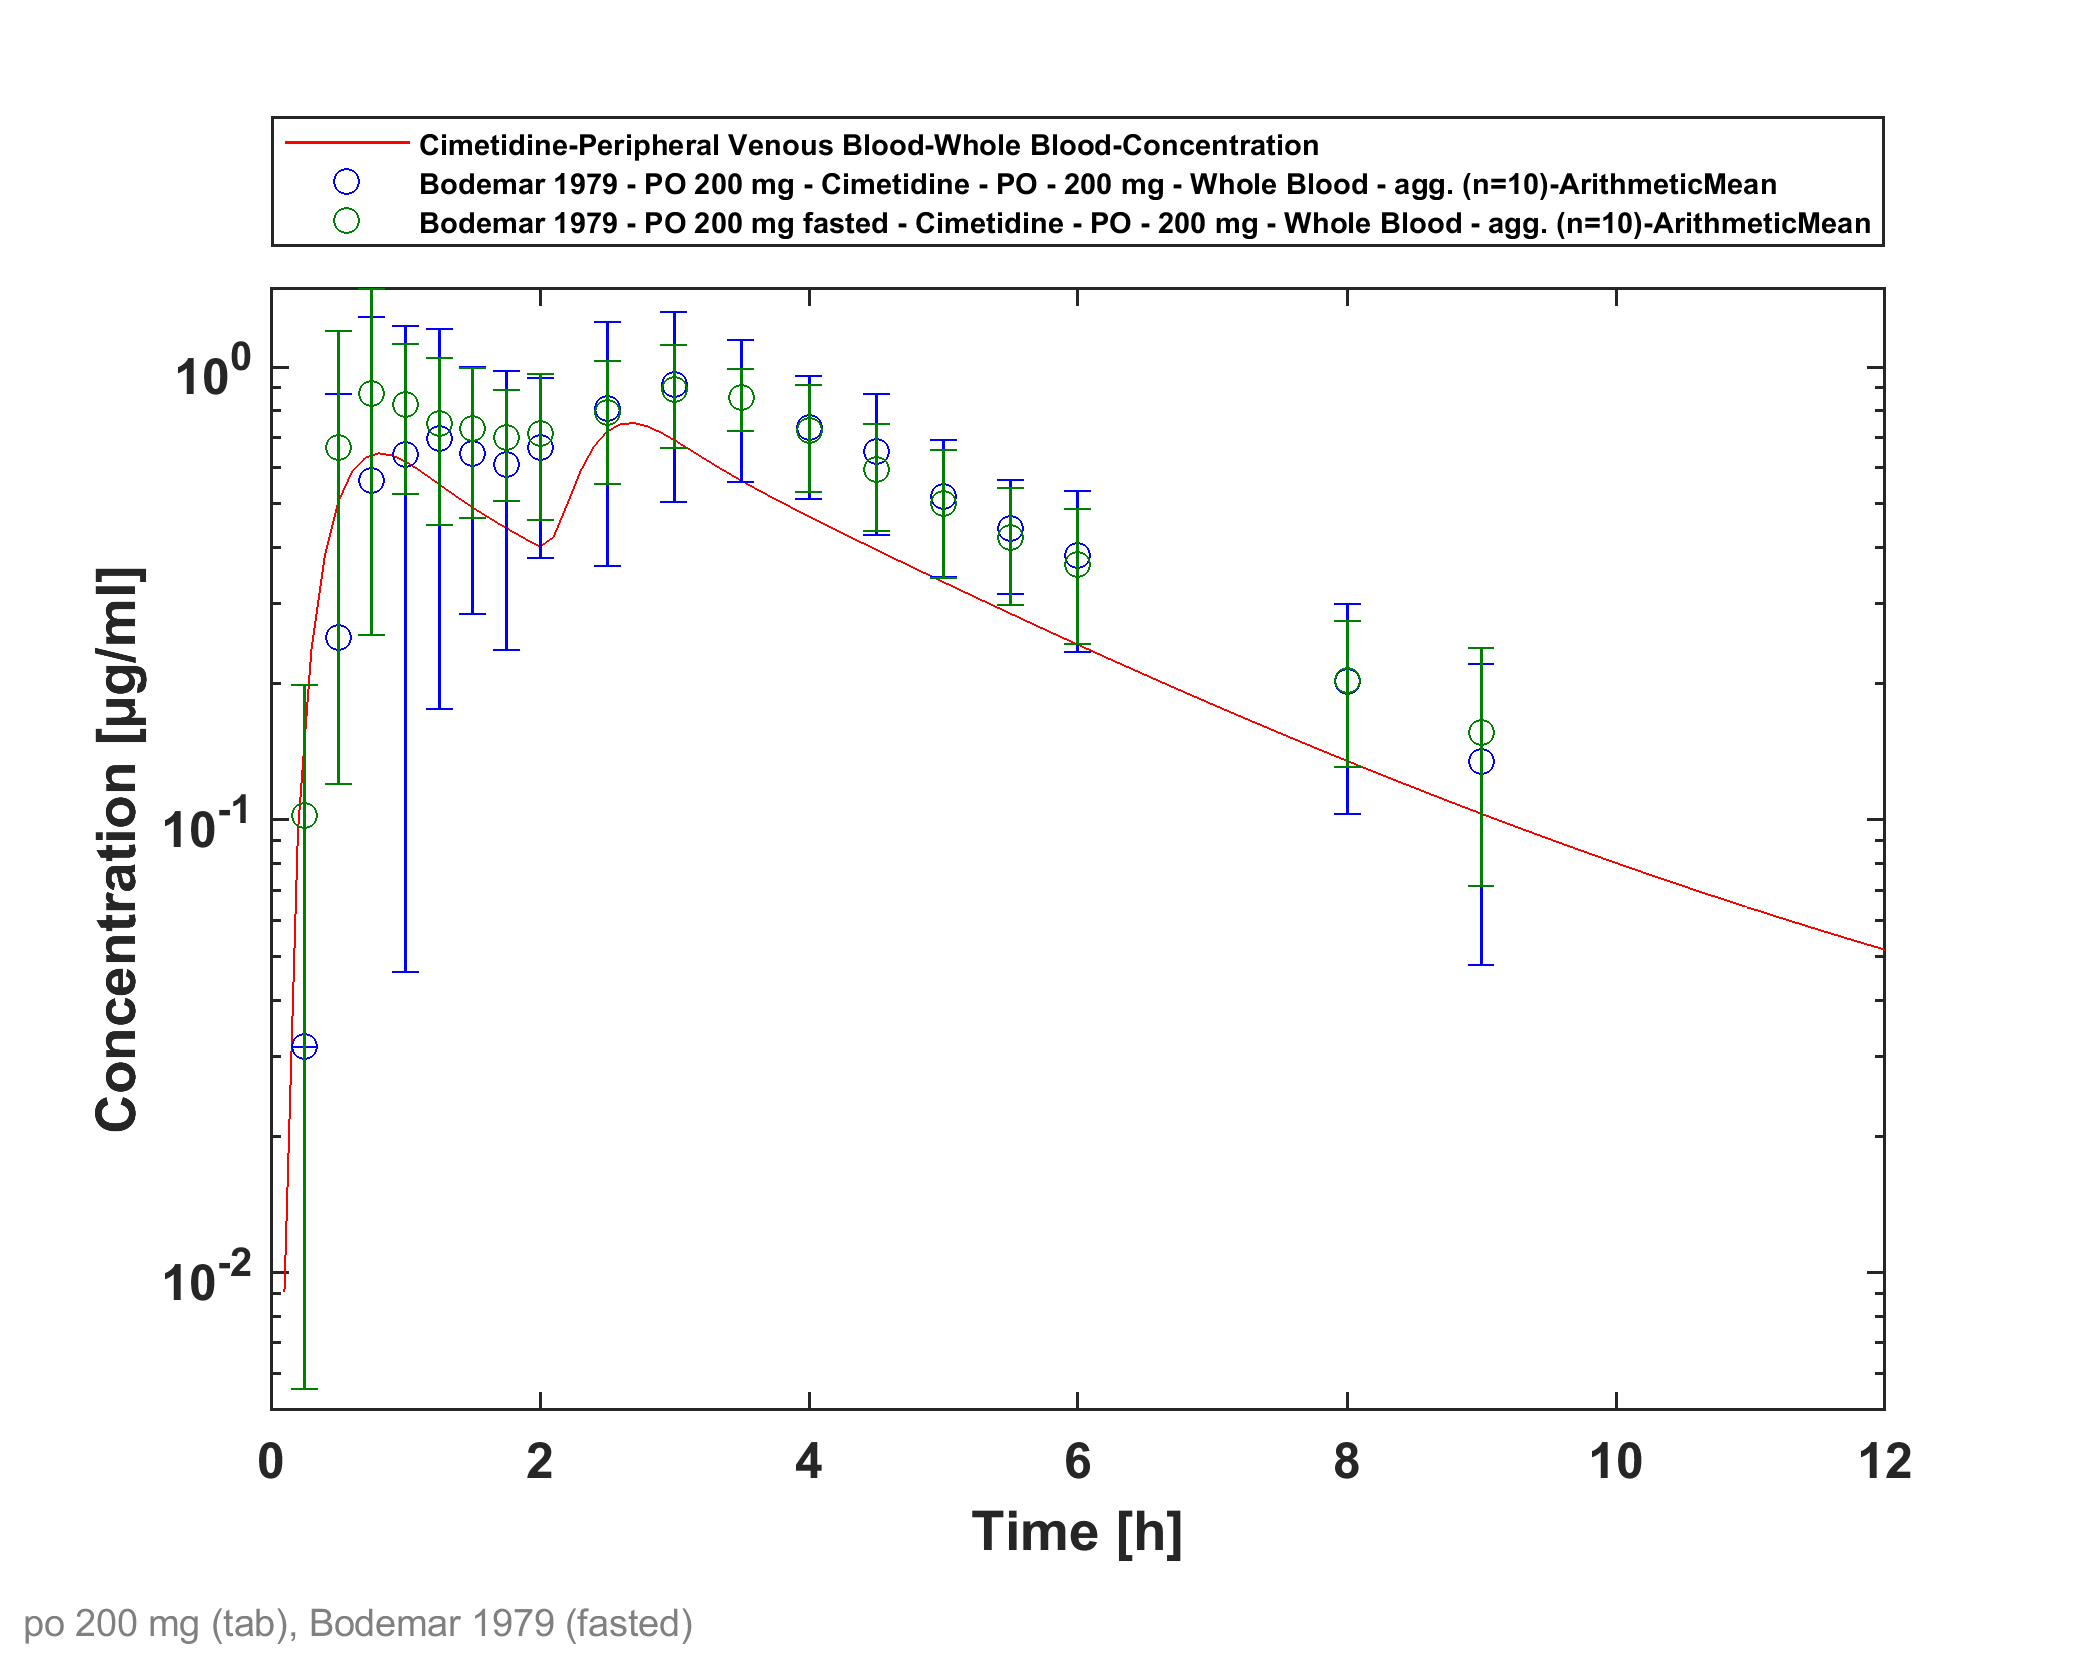 Cimetidine-Peripheral Venous Blood-Whole Blood-Concentration
Bodemar 1979 - PO 200 mg - Cimetidine - PO - 200 mg - Whole Blood - agg. (n=10)-ArithmeticMean
Bodemar 1979 - PO 200 mg fasted - Cimetidine - PO - 200 mg - Whole Blood - agg. (n=10)-ArithmeticMean
10^0
10^-1
10^-2
Concentration [µg/ml]
0 2 4 6 8 10 12
Time [h]
po 200 mg (tab), Bodemar 1979 (fasted)